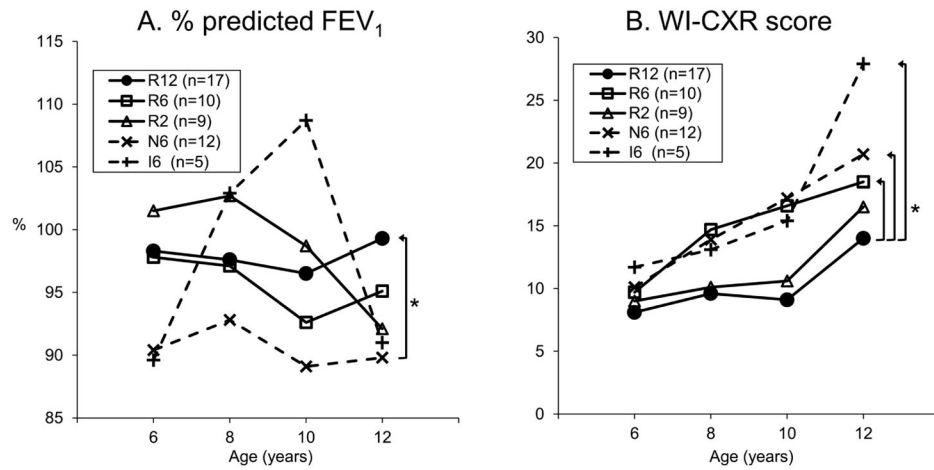 A. % predicted FEV₁
115
110
105
100
95
90
85
%
R12 (n=17)
R6 (n=10)
R2 (n=9)
N6 (n=12)
I6 (n=5)
*
6 8 10 12
Age (years)
B. WI-CXR score
30
25
20
15
10
5
0
R12 (n=17)
R6 (n=10)
R2 (n=9)
N6 (n=12)
I6 (n=5)
*
6 8 10 12
Age (years)